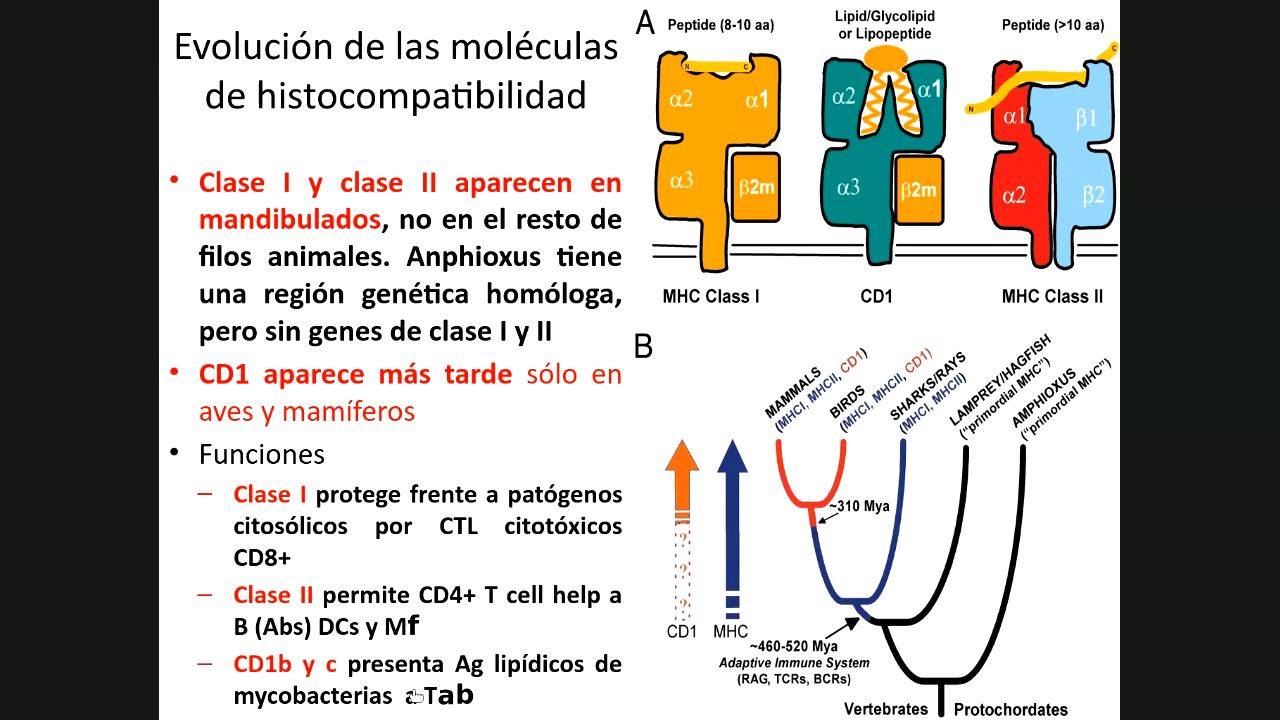 Evolución de las moléculas
de histocompatibilidad
• Clase I y clase II aparecen en
mandibulados, no en el resto de
filos animales. Anphioxus tiene
una región genética homóloga,
pero sin genes de clase I y II
• CD1 aparece más tarde sólo en
aves y mamíferos
• Funciones
– Clase I protege frente a patógenos
citosólicos por CTL citotóxicos
CD8+
– Clase II permite CD4+ T cell help a
B (Abs) DCs y Mf
– CD1b y c presenta Ag lipídicos de
mycobacterias a Tab
A
Peptide (8-10 aa)
N
C
α2
α1
α3
β2m
MHC Class I
Lipid/Glycolipid
or Lipopeptide
α2
α1
α3
β2m
CD1
Peptide (>10 aa)
C
N
α1
β1
α2
β2
MHC Class II
B
MAMMALS
(MHCI, MHCII, CD1)
BIRDS
(MHCI, MHCII, CD1)
SHARKS/RAYS
(MHCI, MHCII)
LAMPREY/HAGFISH
("primordial MHC")
AMPHIOXUS
("primordial MHC")
~310 Mya
?
?
?
CD1
MHC
~460-520 Mya
Adaptive Immune System
(RAG, TCRs, BCRs)
Vertebrates
Protochordates